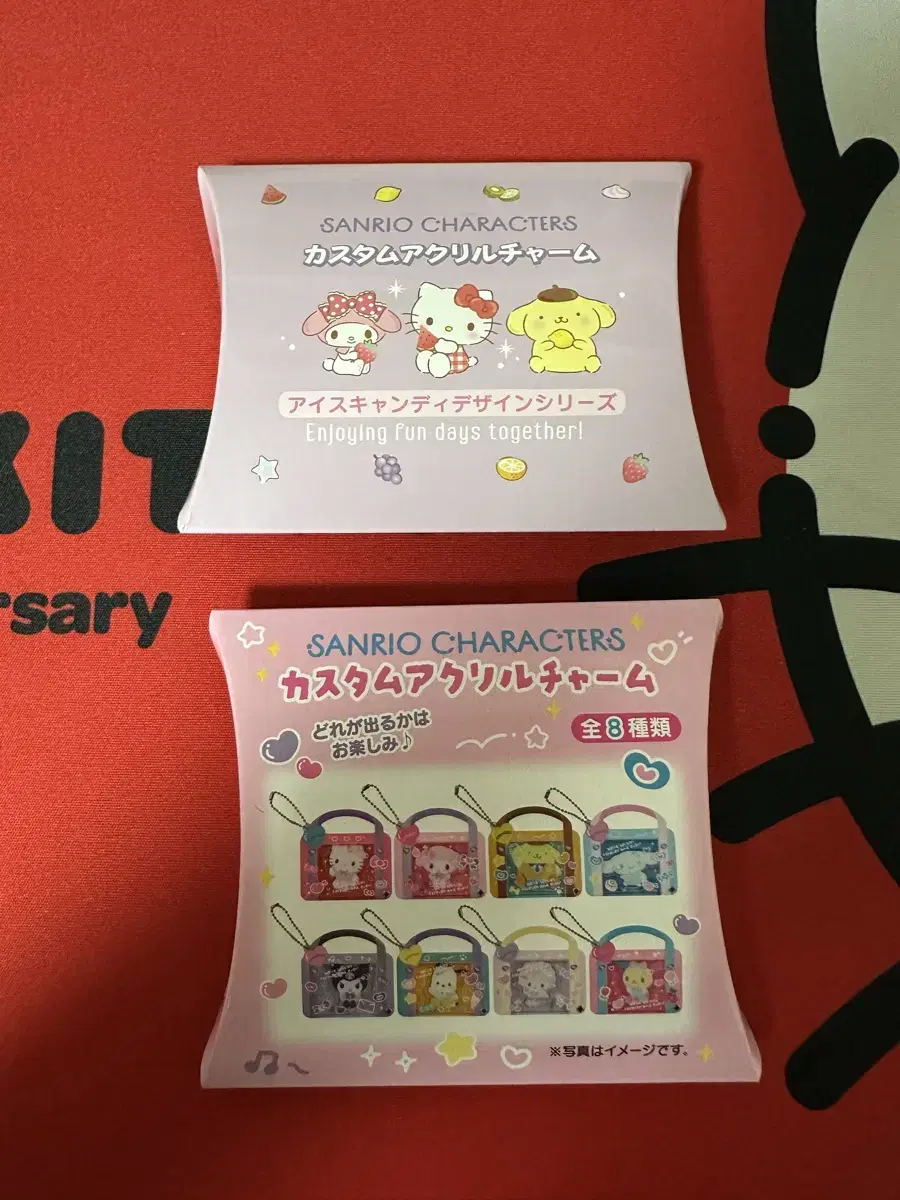 SANRIO CHARACTERS
カスタムアクリルチャーム
アイスキャンディデザインシリーズ
Enjoying fun days together!
KIT
rsary
SANRIO CHARACTERS
カスタムアクリルチャーム
どれが出るかは
お楽しみ♪
全8種類
※写真はイメージです。